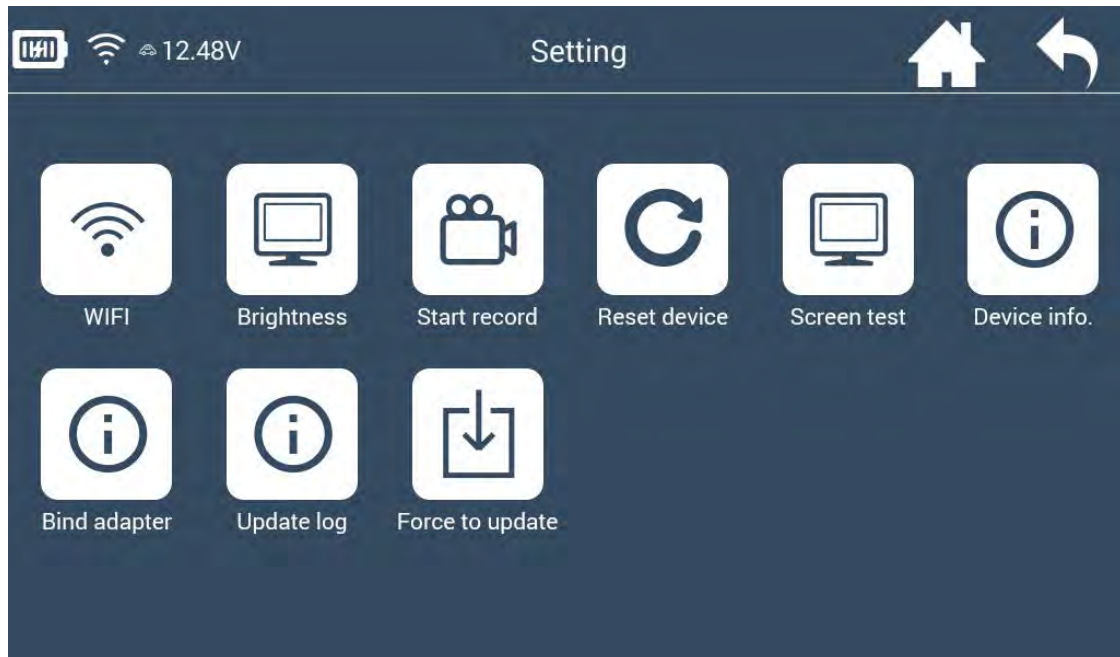 12.48V
Setting
WIFI
Brightness
Start record
Reset device
Screen test
Device info.
Bind adapter
Update log
Force to update